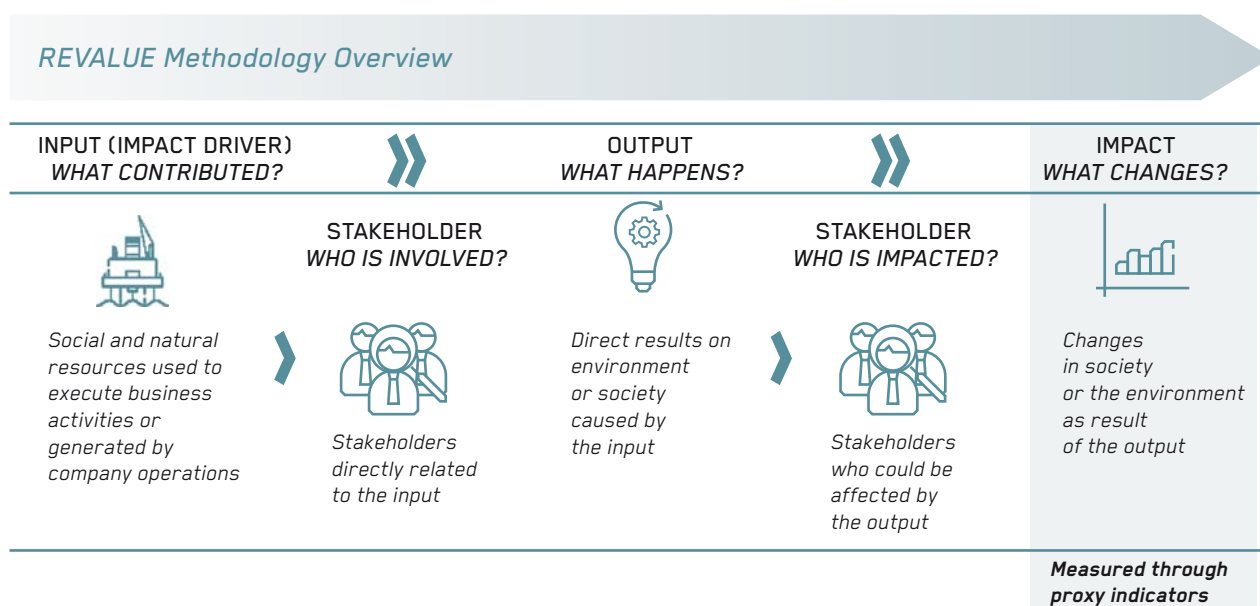 REVALUE Methodology Overview
INPUT (IMPACT DRIVER)
WHAT CONTRIBUTED?
OUTPUT
WHAT HAPPENS?
IMPACT
WHAT CHANGES?
STAKEHOLDER
WHO IS INVOLVED?
STAKEHOLDER
WHO IS IMPACTED?
Social and natural
resources used to
execute business
activities or
generated by
company operations
Stakeholders
directly related
to the input
Direct results on
environment
or society
caused by
the input
Stakeholders
who could be
affected by
the output
Changes
in society
or the environment
as result
of the output
Measured through
proxy indicators